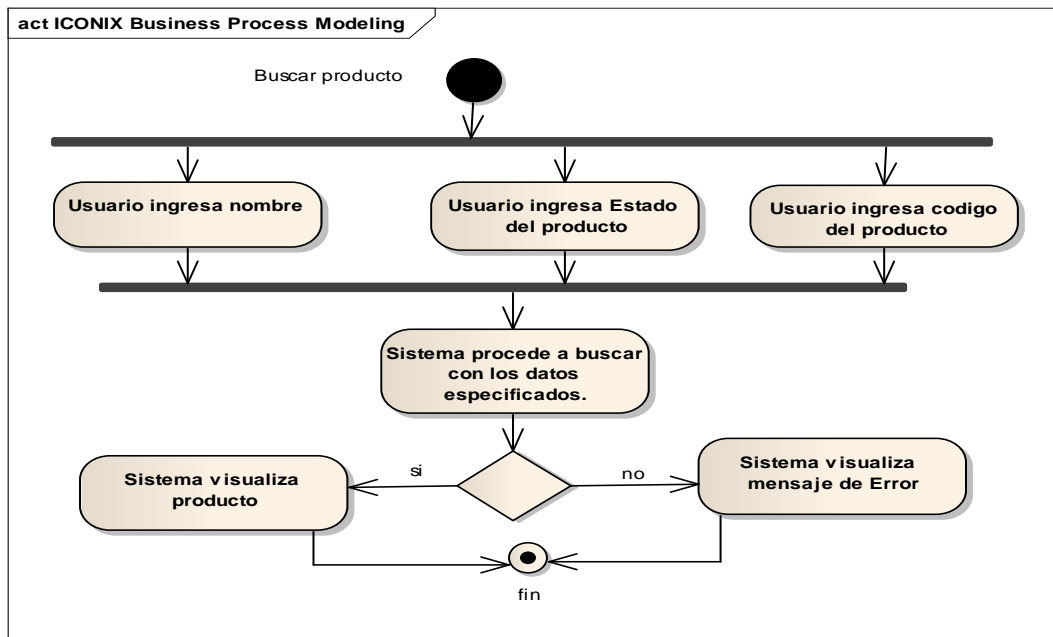 act ICONIX Business Process Modeling
Buscar producto
Usuario ingresa nombre
Usuario ingresa Estado
del producto
Usuario ingresa codigo
del producto
Sistema procede a buscar
con los datos
especificados.
si
no
Sistema visualiza
producto
Sistema visualiza
mensaje de Error
fin